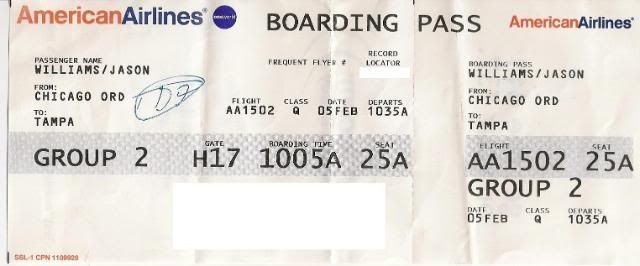 AmericanAirlines® oneworld BOARDING PASS AmericanAirlines®
PASSENGER NAME
WILLIAMS/JASON
FREQUENT FLYER # RECORD LOCATOR
FROM:
CHICAGO ORD
TO:
TAMPA
FLIGHT CLASS DATE DEPARTS
AA1502 Q 05FEB 1035A
GATE BOARDING TIME SEAT
GROUP 2 H17 1005A 25A
SSL-1 CPN 1109929
BOARDING PASS
WILLIAMS/JASON
FROM:
CHICAGO ORD
TO:
TAMPA
FLIGHT SEAT
AA1502 25A
GROUP 2
DATE CLASS DEPARTS
05FEB Q 1035A